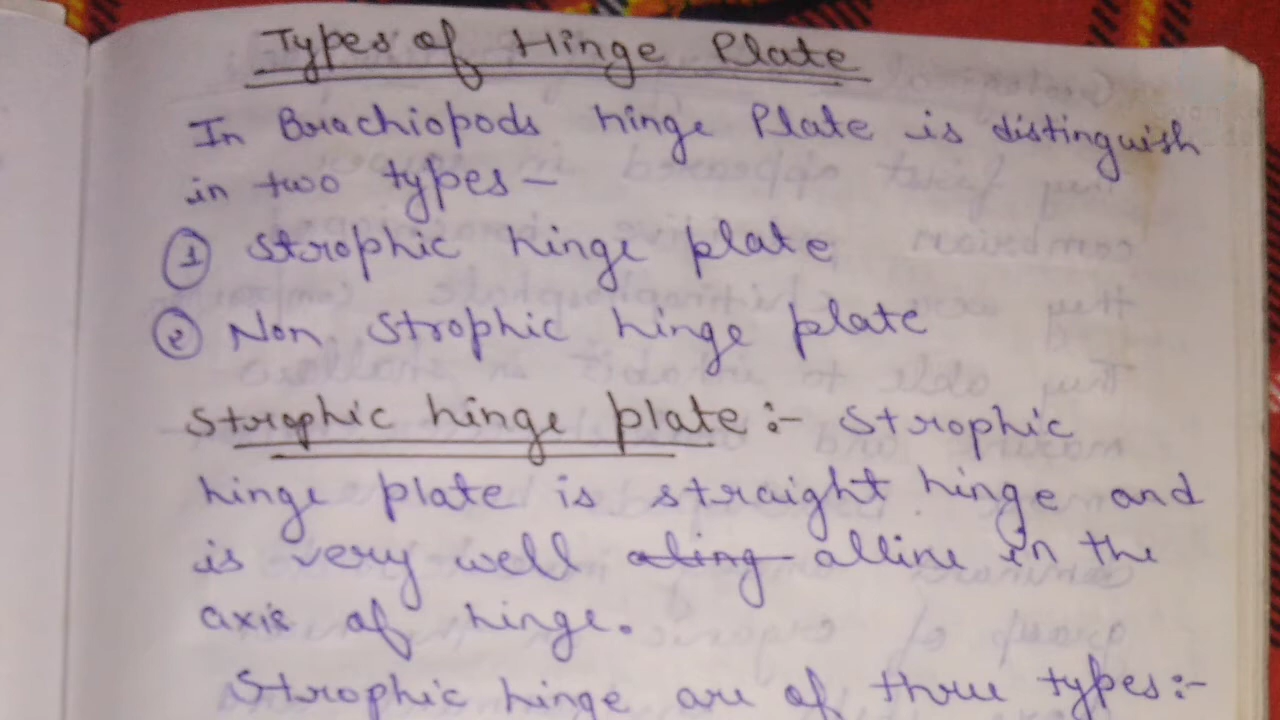 Types of Hinge Plate
In Brachiopods hinge Plate is distinguish
in two types -
① Strophic hinge plate
② Non Strophic hinge plate
Strophic hinge plate :- Strophic
hinge plate is straight hinge and
is very well aling alline in the
axis of hinge.
Strophic hinge are of three types:-